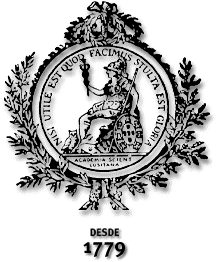 NISI UTILE EST QUOD FACIMUS STULTA EST GLORIA
ACADEMIA SCIENT
LUSITANA
DESDE
1779